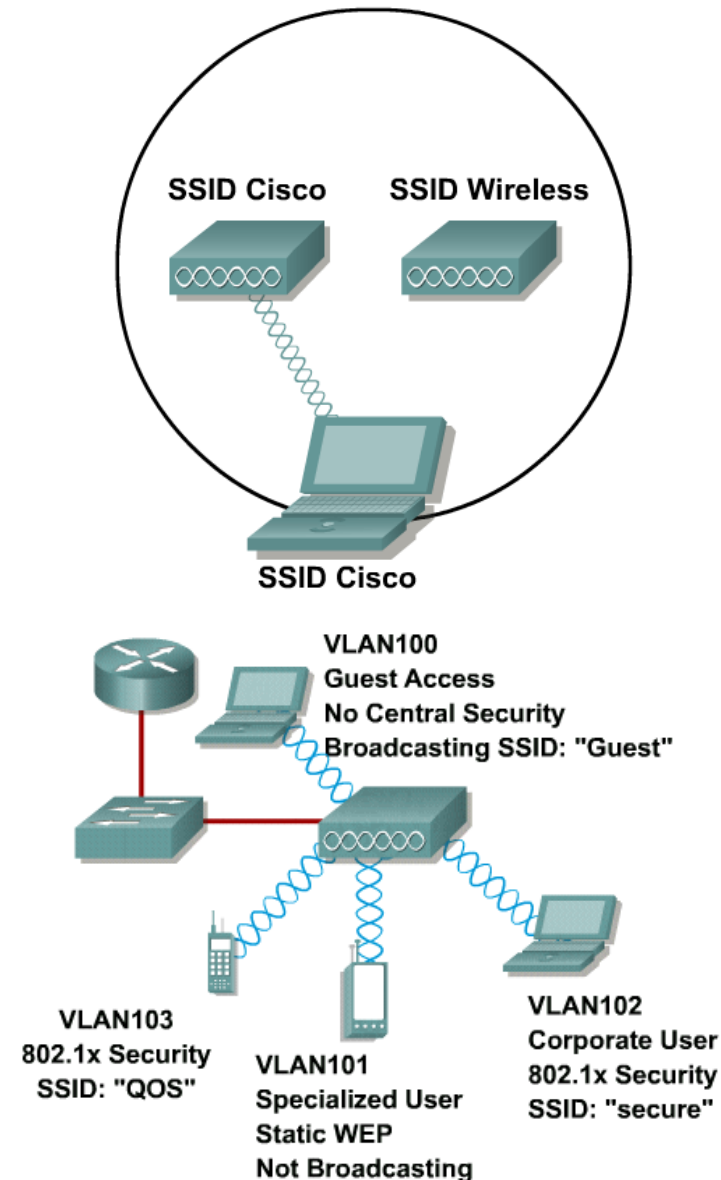 SSID Cisco
SSID Wireless
SSID Cisco
VLAN100
Guest Access
No Central Security
Broadcasting SSID: "Guest"
VLAN103
802.1x Security
SSID: "QOS"
VLAN101
Specialized User
Static WEP
Not Broadcasting
VLAN102
Corporate User
802.1x Security
SSID: "secure"